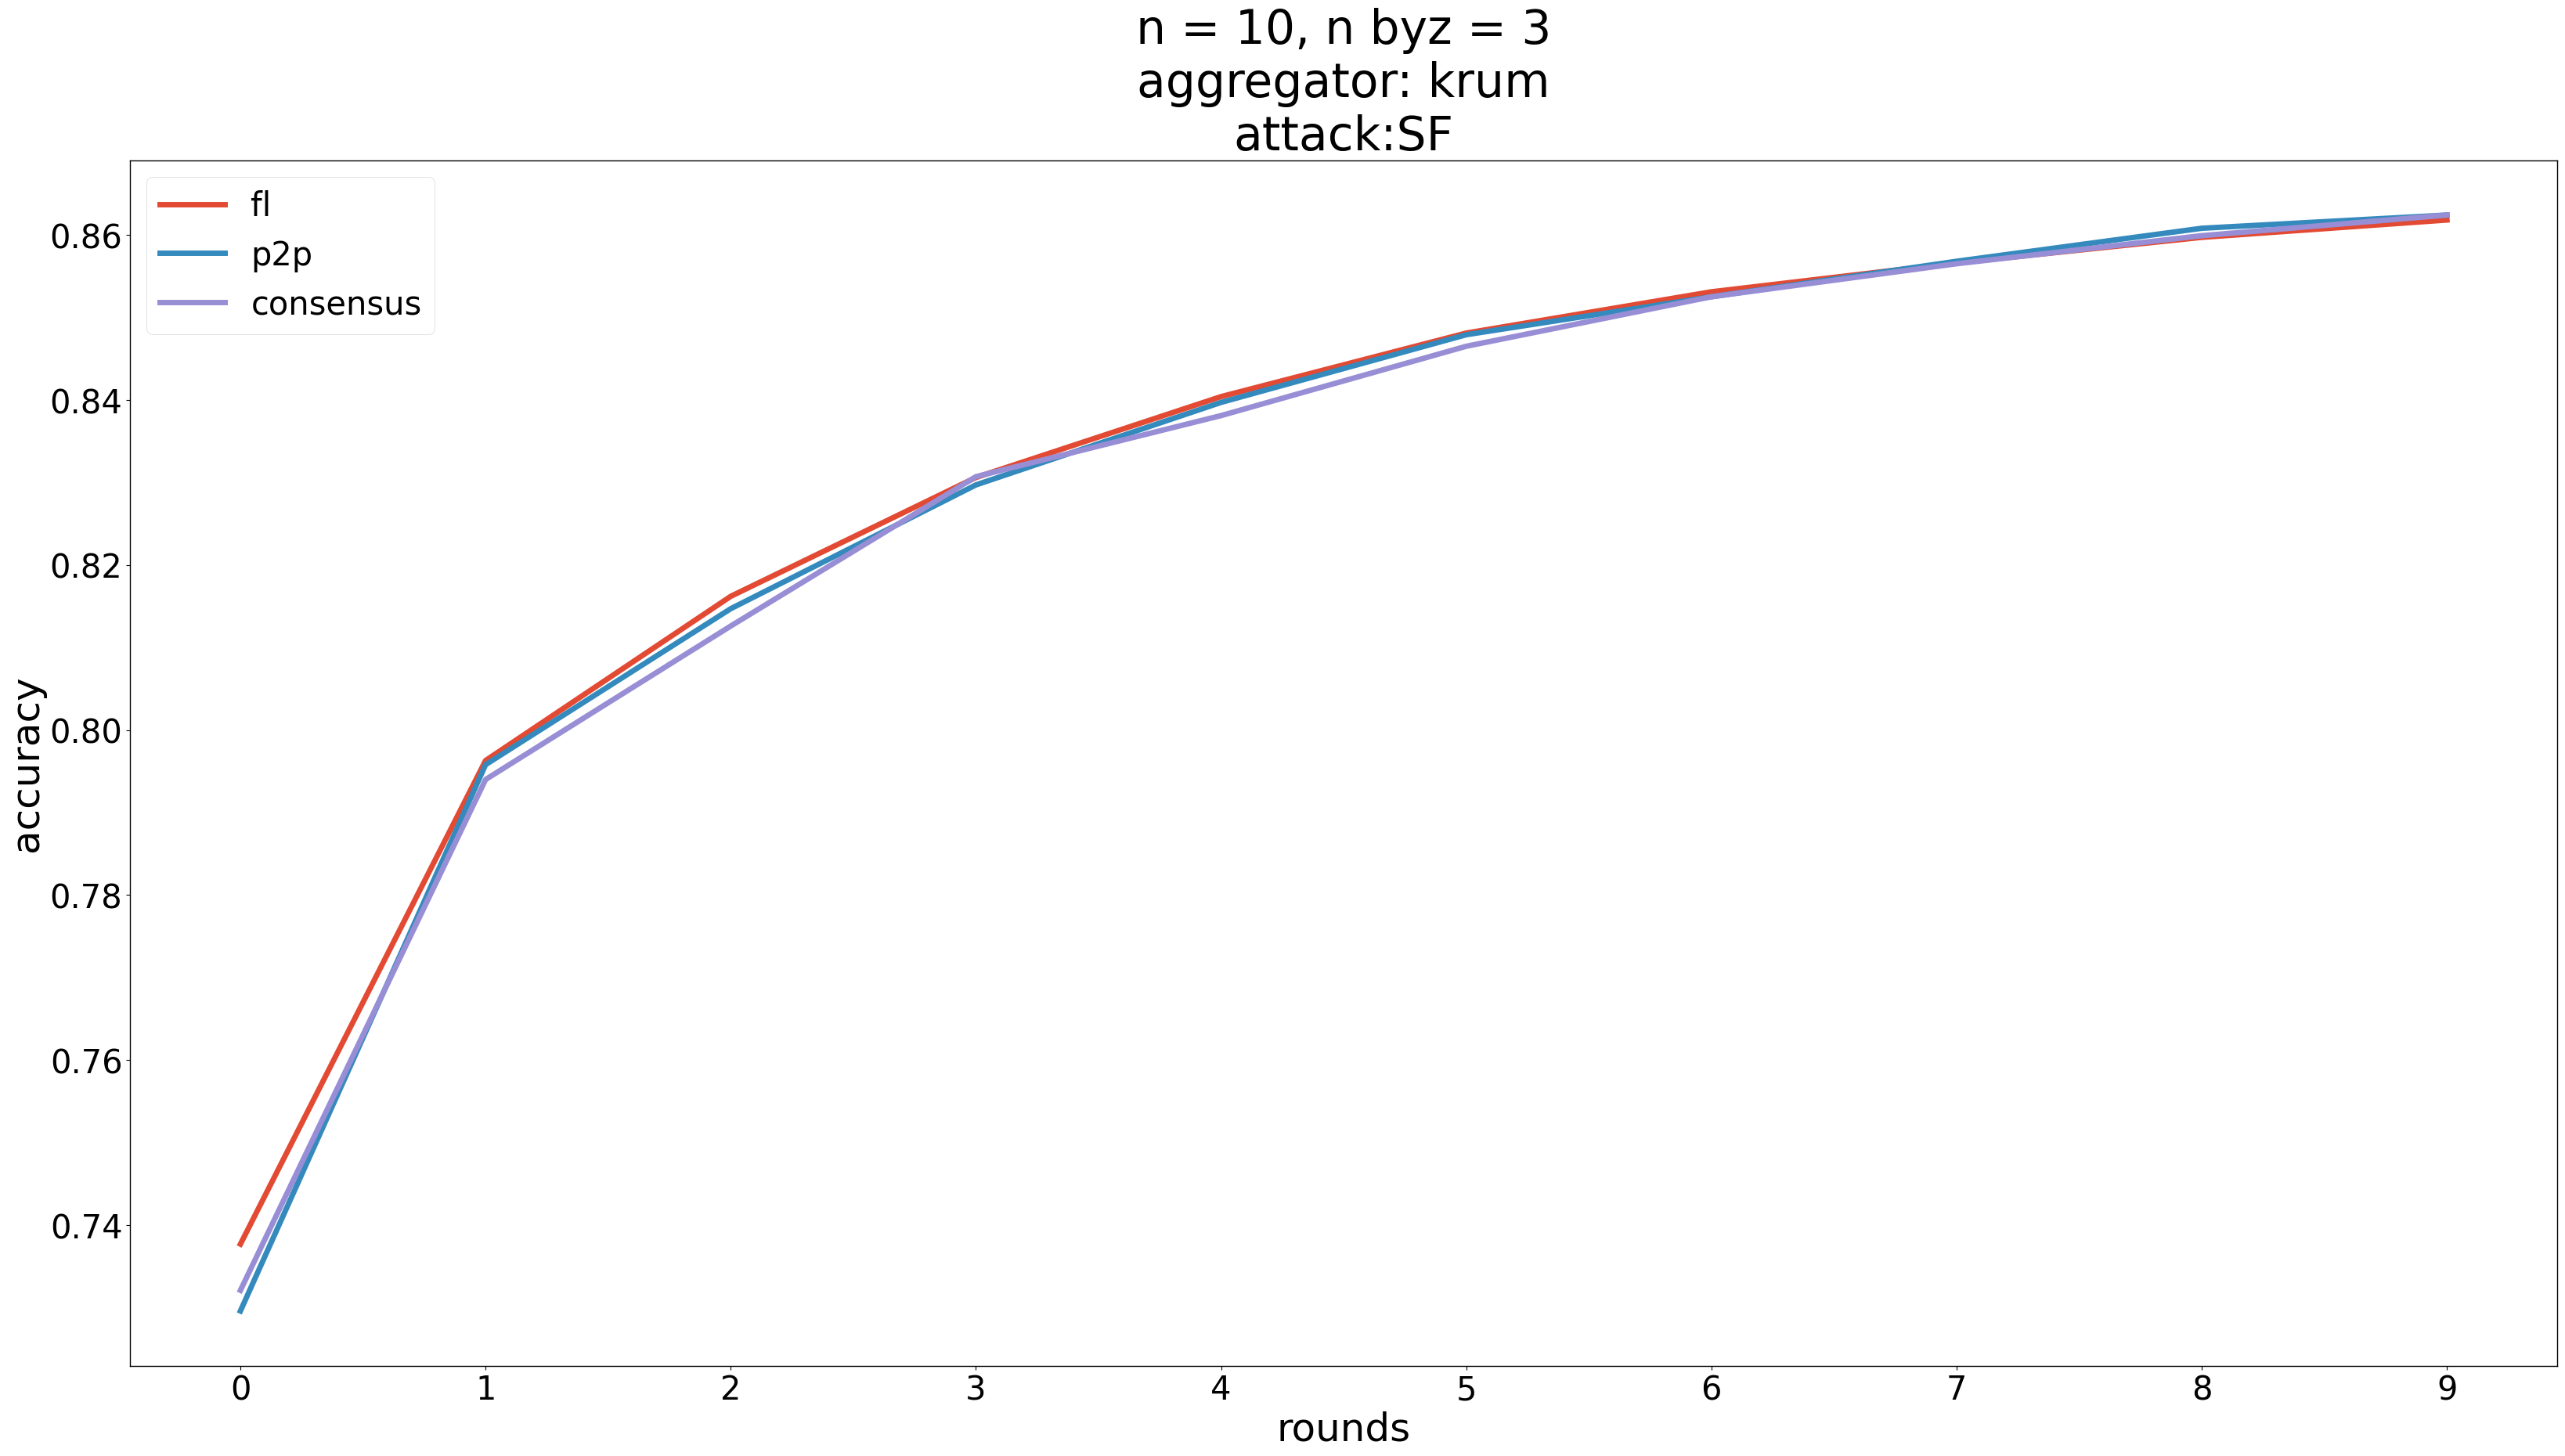 n = 10, n byz = 3
aggregator: krum
attack:SF
fl
p2p
consensus
accuracy
0.86
0.84
0.82
0.80
0.78
0.76
0.74
0 1 2 3 4 5 6 7 8 9
rounds